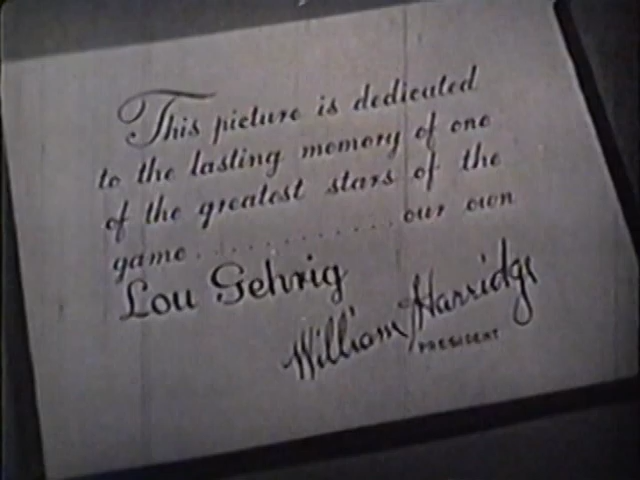 This picture is dedicated
to the lasting memory of one
of the greatest stars of the
game . . . . . . . . . . . our own
Lou Gehrig
William Harridge
PRESIDENT